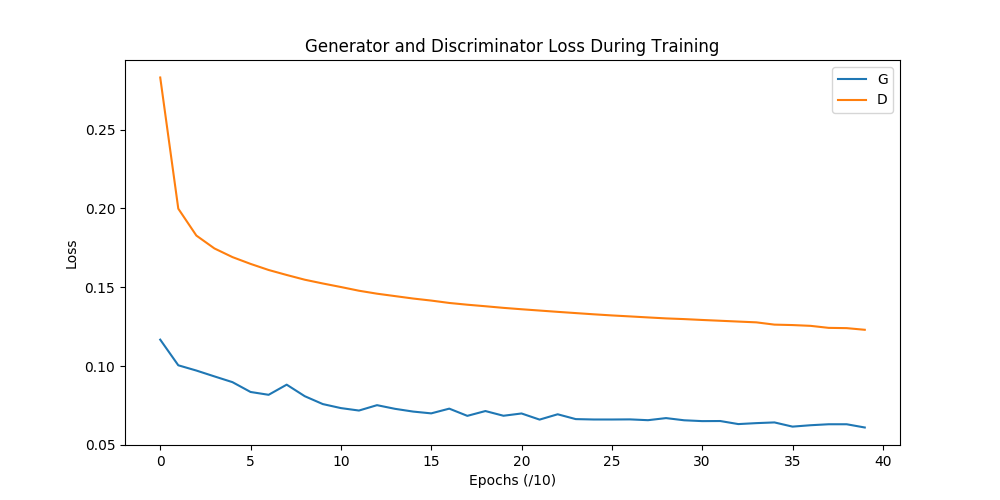 Generator and Discriminator Loss During Training
G
D
0.25
0.20
0.15
0.10
0.05
Loss
0 5 10 15 20 25 30 35 40
Epochs (/10)